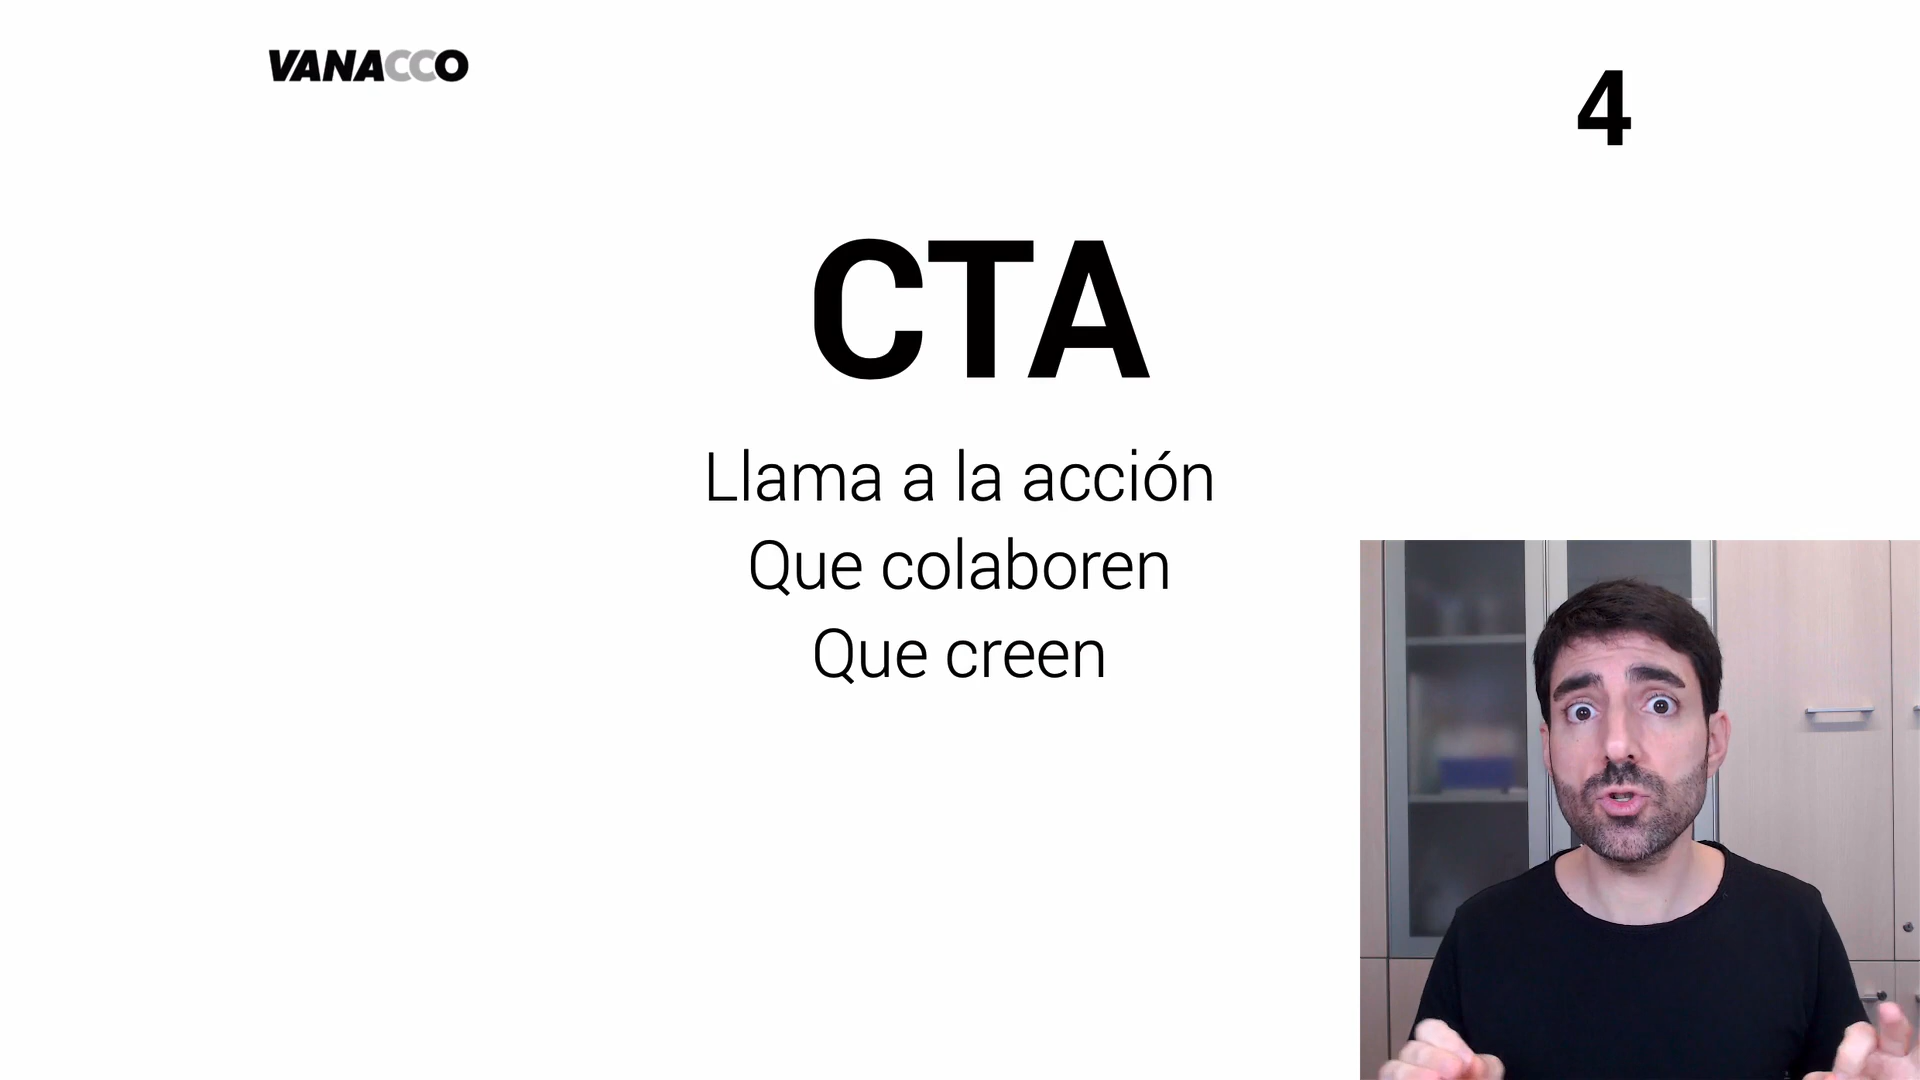 VANACCO
4
CTA
Llama a la acción
Que colaboren
Que creen